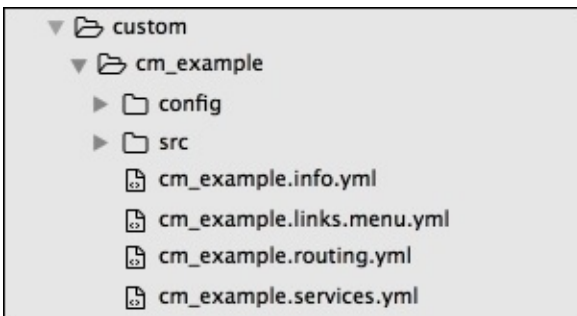 custom
cm_example
config
src
cm_example.info.yml
cm_example.links.menu.yml
cm_example.routing.yml
cm_example.services.yml